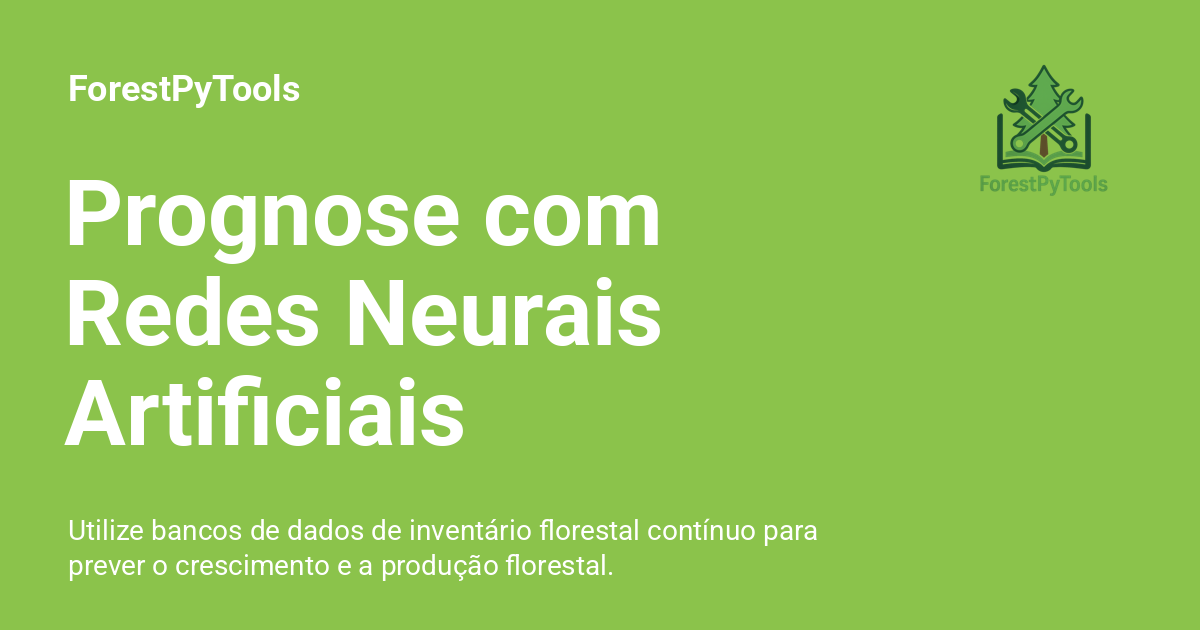 ForestPyTools
ForestPyTools
Prognose com
Redes Neurais
Artificiais
Utilize bancos de dados de inventário florestal contínuo para
prever o crescimento e a produção florestal.